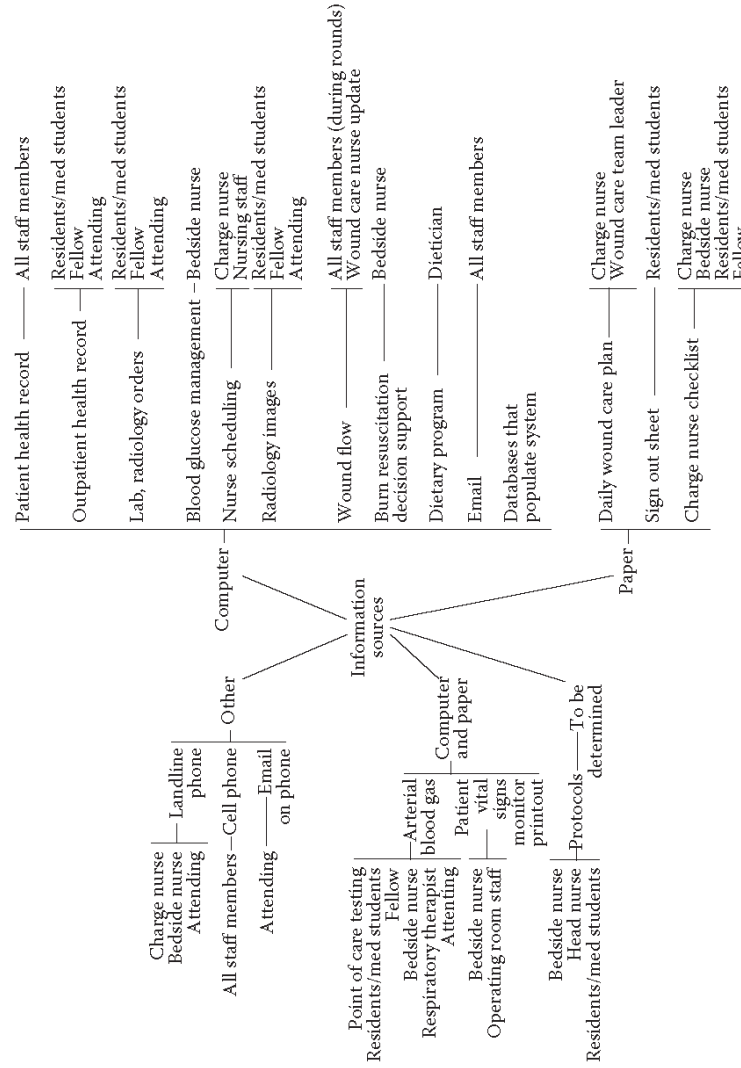 Patient health record
All staff members
Outpatient health record
Residents/med students
Fellow
Attending
Lab, radiology orders
Residents/med students
Fellow
Attending
Blood glucose management
Bedside nurse
Nurse scheduling
Charge nurse
Nursing staff
Radiology images
Residents/med students
Fellow
Attending
Wound flow
All staff members (during rounds)
Wound care nurse update
Burn resuscitation
decision support
Bedside nurse
Dietary program
Dietician
Email
All staff members
Databases that
populate system
Computer
Daily wound care plan
Charge nurse
Wound care team leader
Sign out sheet
Residents/med students
Charge nurse checklist
Charge nurse
Bedside nurse
Residents/med students
Fellow
Paper
Information
sources
Other
Landline
phone
Charge nurse
Bedside nurse
Attending
Cell phone
All staff members
Email
on phone
Attending
Computer
and paper
Arterial
blood gas
Point of care testing
Residents/med students
Fellow
Bedside nurse
Respiratory therapist
Attenting
Patient
vital
signs
monitor
printout
Bedside nurse
Operating room staff
To be
determined
Protocols
Bedside nurse
Head nurse
Residents/med students